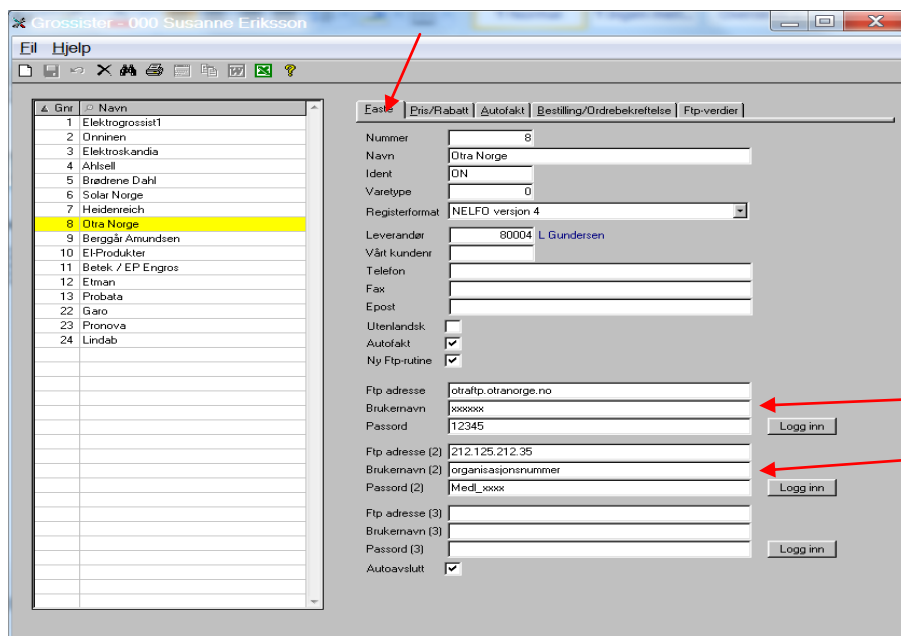 Grossister - 000 Susanne Eriksson
Fil Hjelp
Gnr Navn
1 Elektrogrossist1
2 Onninen
3 Elektroskandia
4 Ahlsell
5 Brødrene Dahl
6 Solar Norge
7 Heidenreich
8 Otra Norge
9 Berggår Amundsen
10 El-Produkter
11 Betek / EP Engros
12 Etman
13 Probata
22 Garo
23 Pronova
24 Lindab
Faste Pris/Rabatt Autofakt Bestilling/Ordrebekreftelse Ftp-verdier
Nummer 8
Navn Otra Norge
Ident ON
Varetype 0
Registerformat NELFO versjon 4
Leverandør 80004 L Gundersen
Vårt kundenr
Telefon
Fax
Epost
Utenlandsk
Autofakt
Ny Ftp-rutine
Ftp adresse otraftp.otranorge.no
Brukernavn xxxxxx
Passord 12345 Logg inn
Ftp adresse (2) 212.125.212.35
Brukernavn (2) organisasjonsnummer
Passord (2) Medl_xxxx Logg inn
Ftp adresse (3)
Brukernavn (3)
Passord (3) Logg inn
Autoavslutt